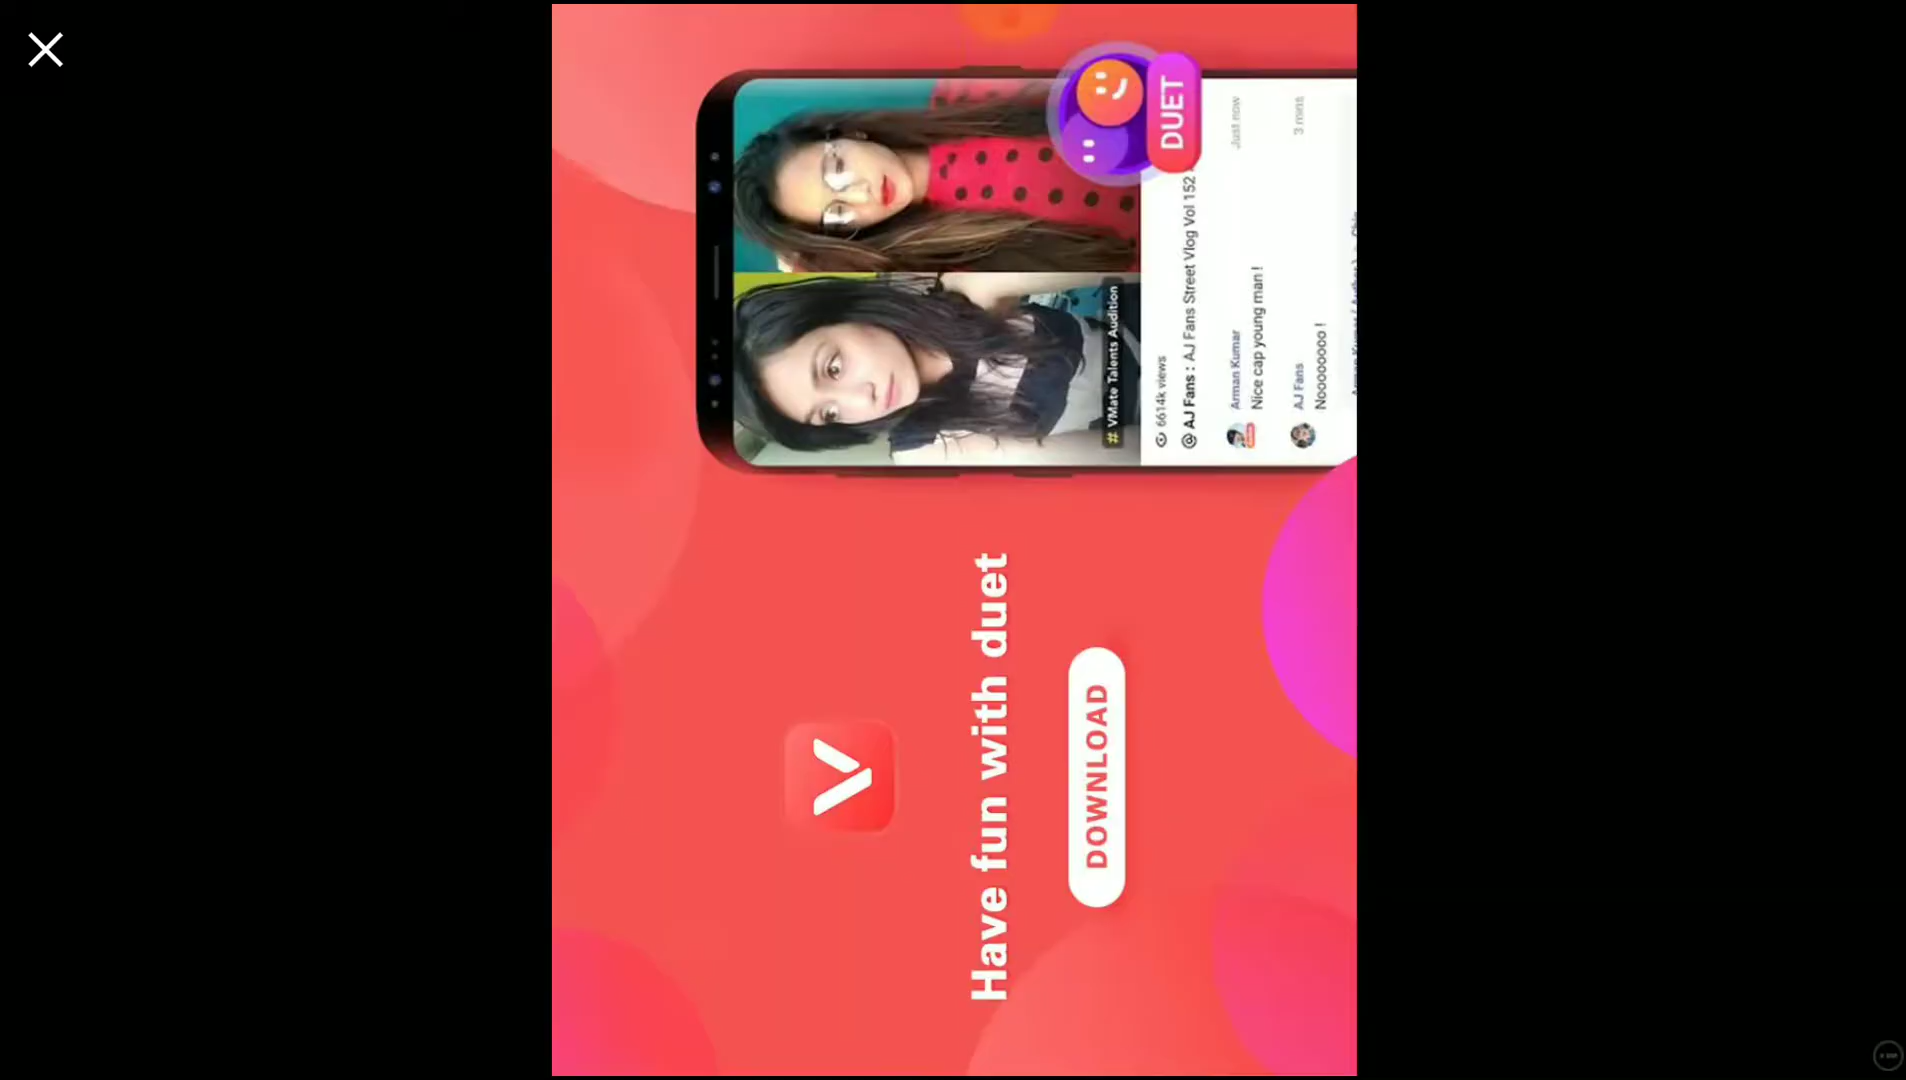 Have fun with duet
DOWNLOAD
# VMate Talents Audition
DUET
6614k views
@ AJ Fans : AJ Fans Street Vlog Vol 152
Arman Kumar
Just now
Nice cap young man !
AJ Fans
3 mins
Noooooooo !